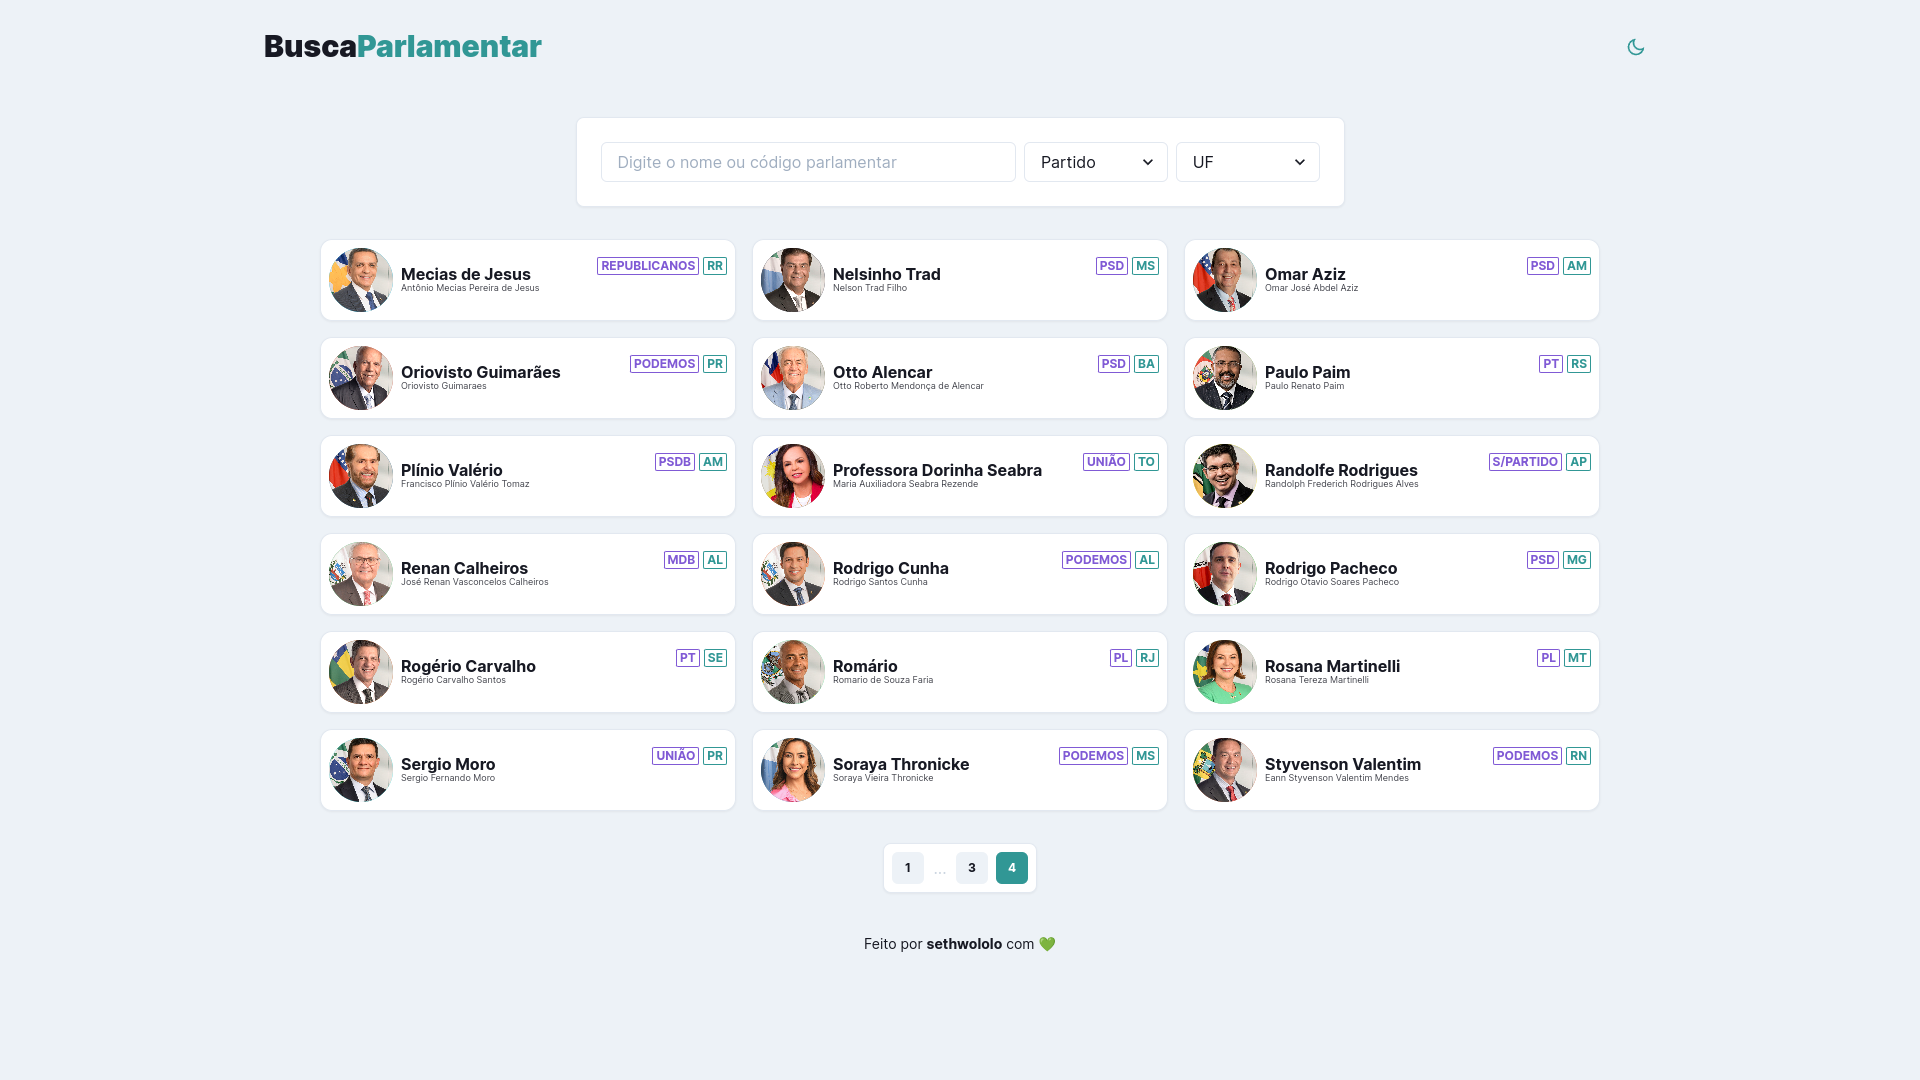 BuscaParlamentar
Digite o nome ou código parlamentar
Partido
UF
Mecias de Jesus
Antônio Mecias Pereira de Jesus
REPUBLICANOS RR
Nelsinho Trad
Nelson Trad Filho
PSD MS
Omar Aziz
Omar José Abdel Aziz
PSD AM
Oriovisto Guimarães
Oriovisto Guimaraes
PODEMOS PR
Otto Alencar
Otto Roberto Mendonça de Alencar
PSD BA
Paulo Paim
Paulo Renato Paim
PT RS
Plínio Valério
Francisco Plínio Valério Tomaz
PSDB AM
Professora Dorinha Seabra
Maria Auxiliadora Seabra Rezende
UNIÃO TO
Randolfe Rodrigues
Randolph Frederich Rodrigues Alves
S/PARTIDO AP
Renan Calheiros
José Renan Vasconcelos Calheiros
MDB AL
Rodrigo Cunha
Rodrigo Santos Cunha
PODEMOS AL
Rodrigo Pacheco
Rodrigo Otavio Soares Pacheco
PSD MG
Rogério Carvalho
Rogério Carvalho Santos
PT SE
Romário
Romario de Souza Faria
PL RJ
Rosana Martinelli
Rosana Tereza Martinelli
PL MT
Sergio Moro
Sergio Fernando Moro
UNIÃO PR
Soraya Thronicke
Soraya Vieira Thronicke
PODEMOS MS
Styvenson Valentim
Eann Styvenson Valentim Mendes
PODEMOS RN
1 ... 3 4
Feito por sethwololo com 💚